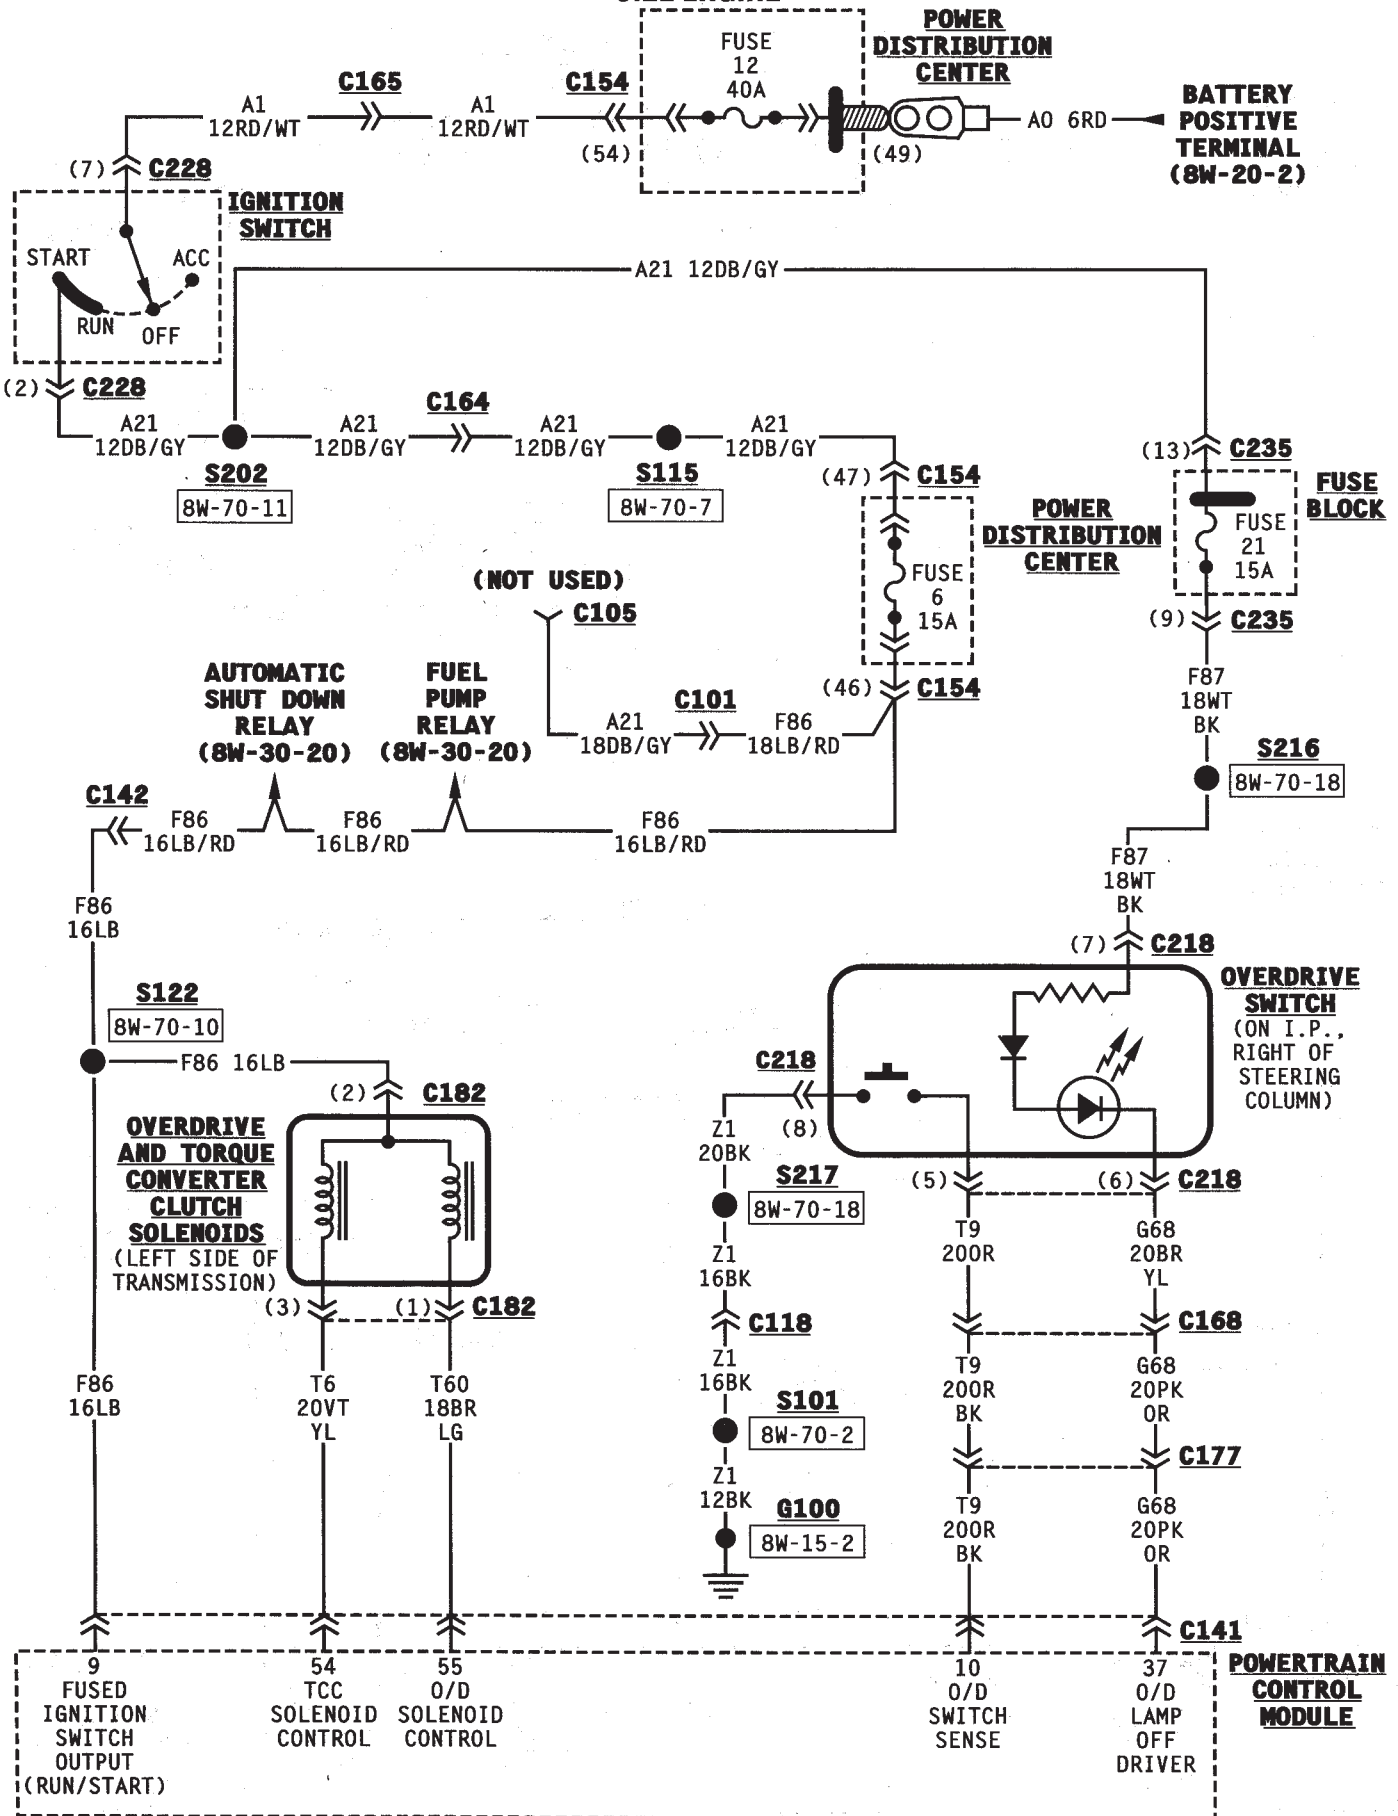 POWER
DISTRIBUTION
CENTER
FUSE
12
40A
C165
C154
A1
12RD/WT
A1
12RD/WT
(54)
(49)
A0 6RD
BATTERY
POSITIVE
TERMINAL
(8W-20-2)
(7)
C228
IGNITION
SWITCH
START
ACC
RUN
OFF
A21 12DB/GY
(2)
C228
A21
12DB/GY
S202
8W-70-11
A21
12DB/GY
C164
A21
12DB/GY
S115
8W-70-7
A21
12DB/GY
(47)
C154
POWER
DISTRIBUTION
CENTER
FUSE
6
15A
(46)
C154
(13)
C235
FUSE
BLOCK
FUSE
21
15A
(9)
C235
F87
18WT
BK
S216
8W-70-18
F87
18WT
BK
(7)
C218
(NOT USED)
C105
A21
18DB/GY
C101
F86
18LB/RD
AUTOMATIC
SHUT DOWN
RELAY
(8W-30-20)
FUEL
PUMP
RELAY
(8W-30-20)
C142
F86
16LB/RD
F86
16LB/RD
F86
16LB/RD
F86
16LB
S122
8W-70-10
F86 16LB
(2)
C182
OVERDRIVE
AND TORQUE
CONVERTER
CLUTCH
SOLENOIDS
(LEFT SIDE OF
TRANSMISSION)
(3)
(1)
C182
OVERDRIVE
SWITCH
(ON I.P.,
RIGHT OF
STEERING
COLUMN)
C218
(8)
Z1
20BK
S217
8W-70-18
Z1
16BK
C118
Z1
16BK
S101
8W-70-2
Z1
12BK
G100
8W-15-2
(5)
(6)
C218
T9
20OR
G68
20BR
YL
C168
T9
20OR
BK
G68
20PK
OR
C177
T9
20OR
BK
G68
20PK
OR
F86
16LB
T6
20VT
YL
T60
18BR
LG
C141
POWERTRAIN
CONTROL
MODULE
9
FUSED
IGNITION
SWITCH
OUTPUT
(RUN/START)
54
TCC
SOLENOID
CONTROL
55
O/D
SOLENOID
CONTROL
10
O/D
SWITCH
SENSE
37
O/D
LAMP
OFF
DRIVER